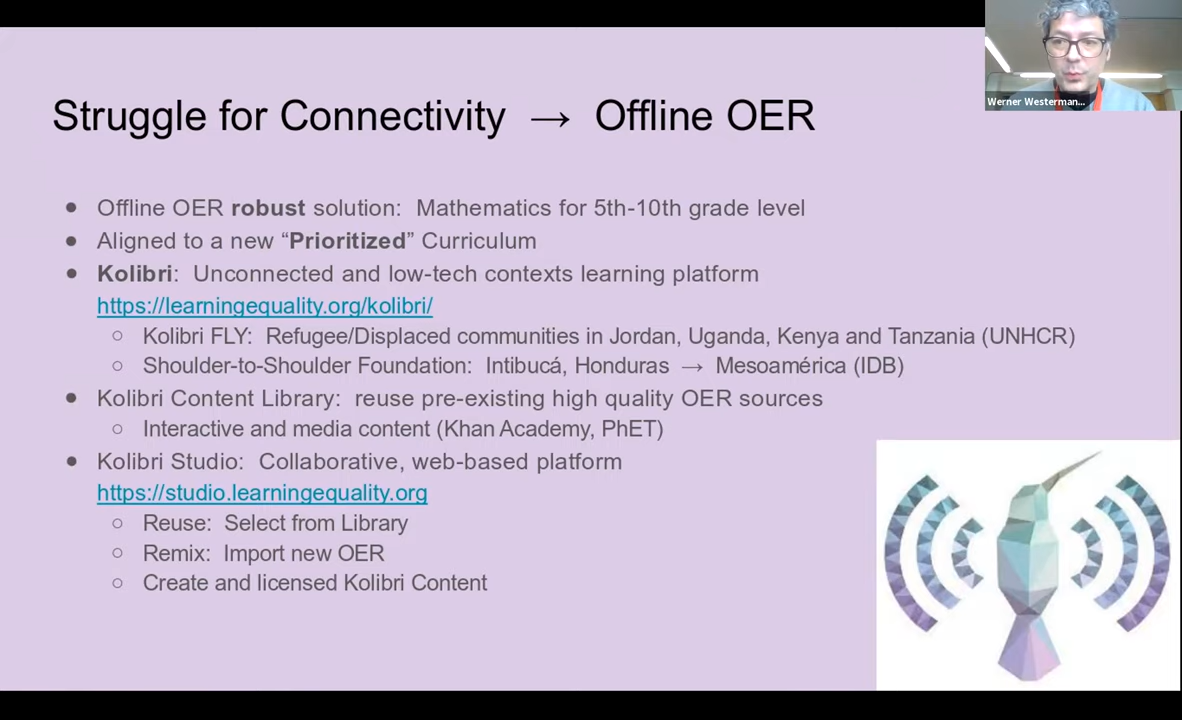 Struggle for Connectivity → Offline OER
Werner Westerman...
● Offline OER robust solution: Mathematics for 5th-10th grade level
● Aligned to a new “Prioritized” Curriculum
● Kolibri: Unconnected and low-tech contexts learning platform
https://learningequality.org/kolibri/
○ Kolibri FLY: Refugee/Displaced communities in Jordan, Uganda, Kenya and Tanzania (UNHCR)
○ Shoulder-to-Shoulder Foundation: Intibucá, Honduras → Mesoamérica (IDB)
● Kolibri Content Library: reuse pre-existing high quality OER sources
○ Interactive and media content (Khan Academy, PhET)
● Kolibri Studio: Collaborative, web-based platform
https://studio.learningequality.org
○ Reuse: Select from Library
○ Remix: Import new OER
○ Create and licensed Kolibri Content